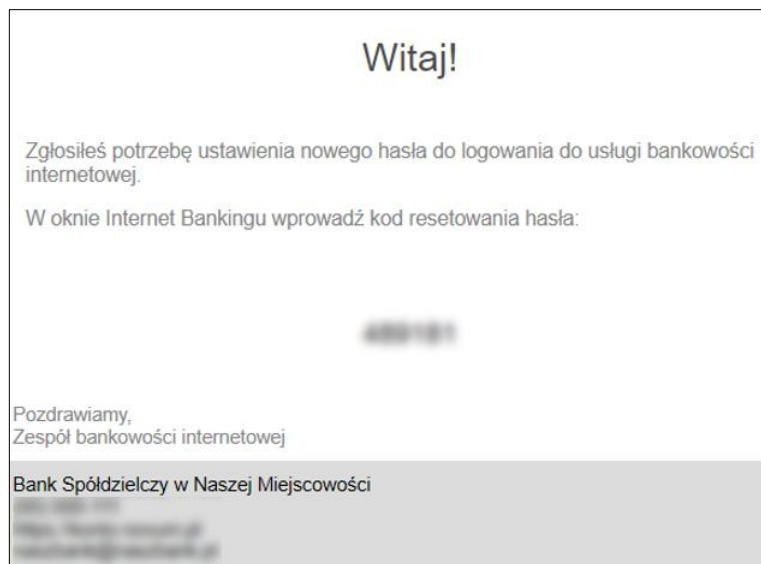 Witaj!
Zgłosiłeś potrzebę ustawienia nowego hasła do logowania do usługi bankowości
internetowej.
W oknie Internet Bankingu wprowadź kod resetowania hasła:
Pozdrawiamy,
Zespół bankowości internetowej
Bank Spółdzielczy w Naszej Miejscowości